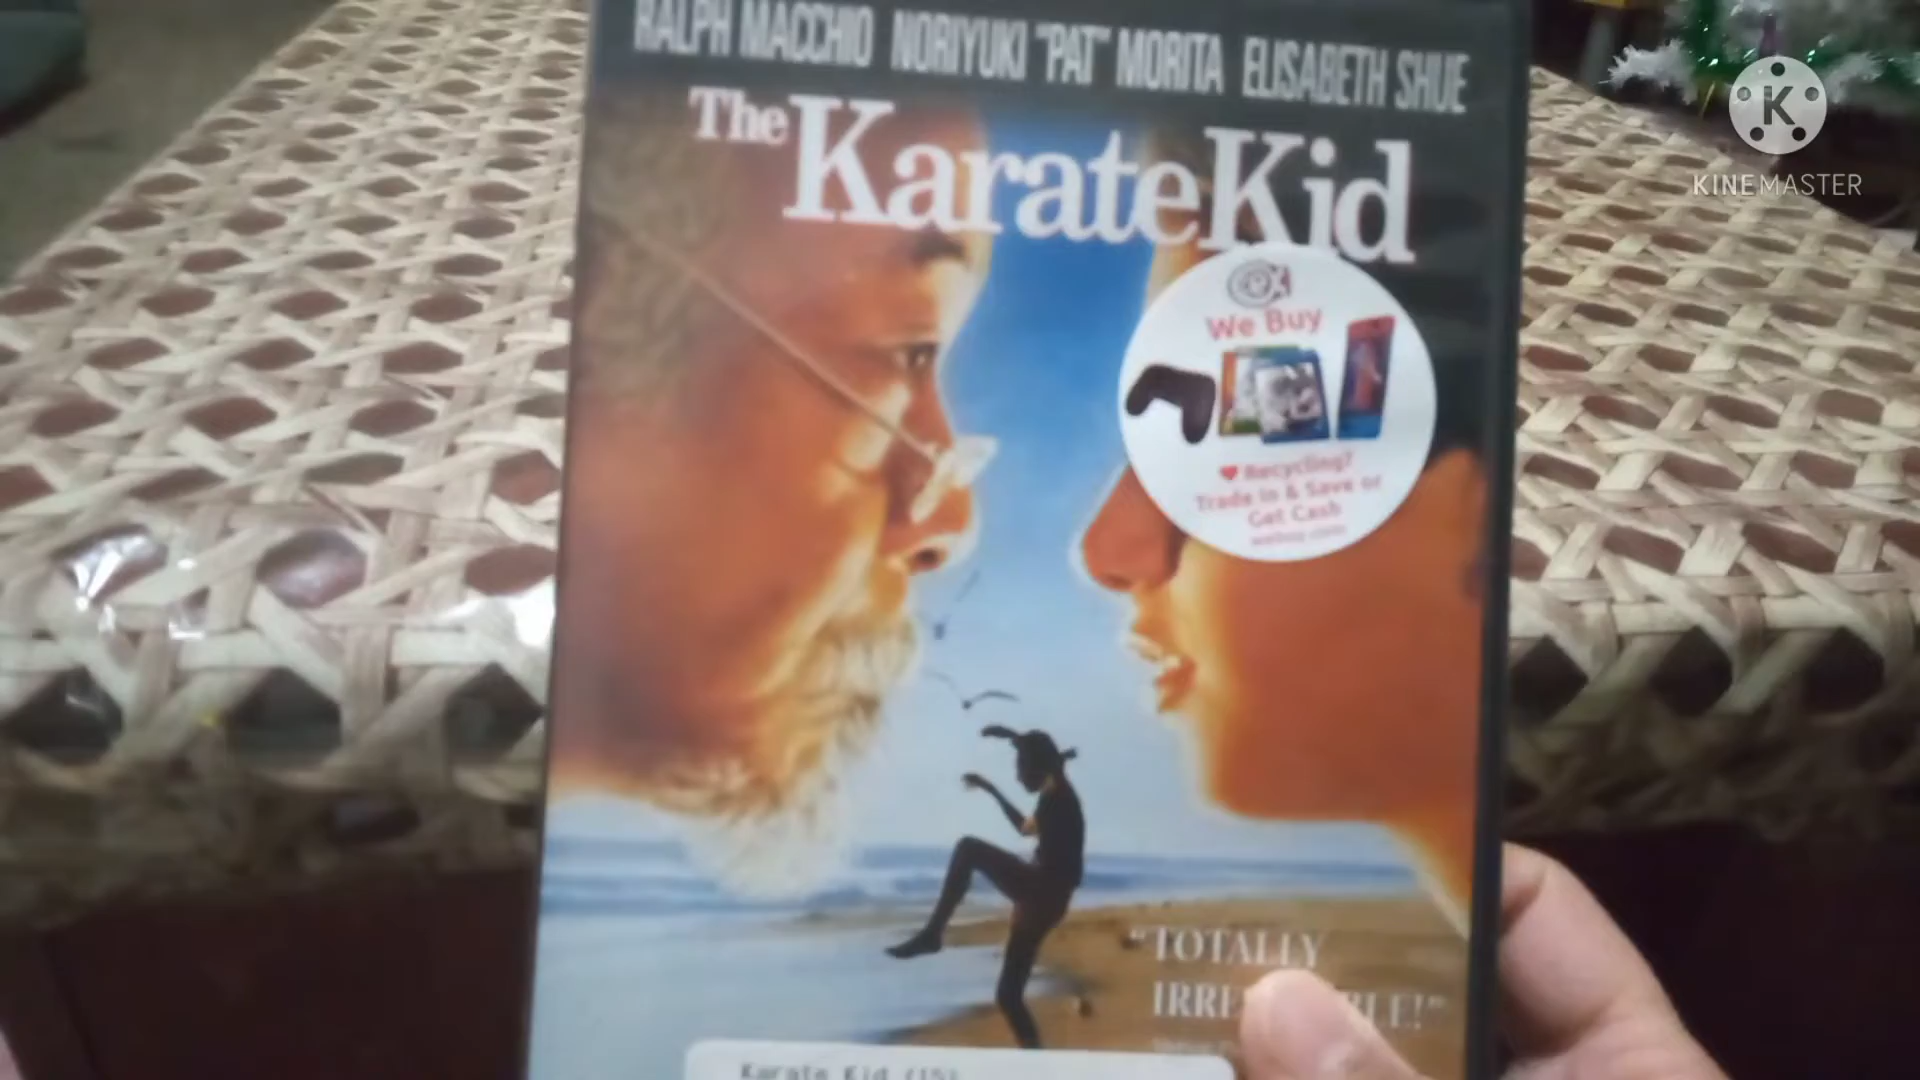 RALPH MACCHIO NORIYUKI "PAT" MORITA ELISABETH SHUE
The Karate Kid
K
KINEMASTER
CeX
We Buy
Recycling?
Trade in & Save or
Get Cash
"TOTALLY
Karate Kid (15)